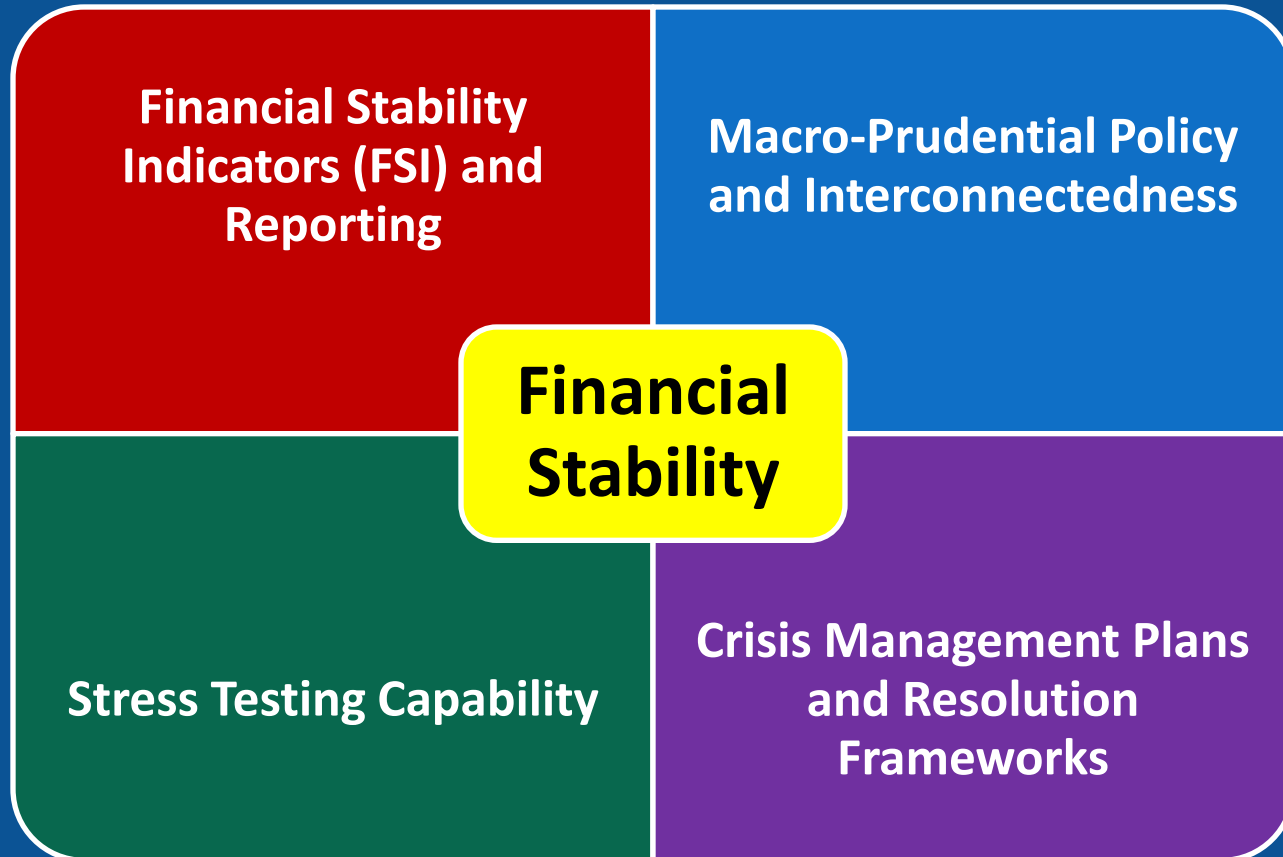 Financial Stability
Indicators (FSI) and
Reporting
Macro-Prudential Policy
and Interconnectedness
Financial
Stability
Stress Testing Capability
Crisis Management Plans
and Resolution
Frameworks